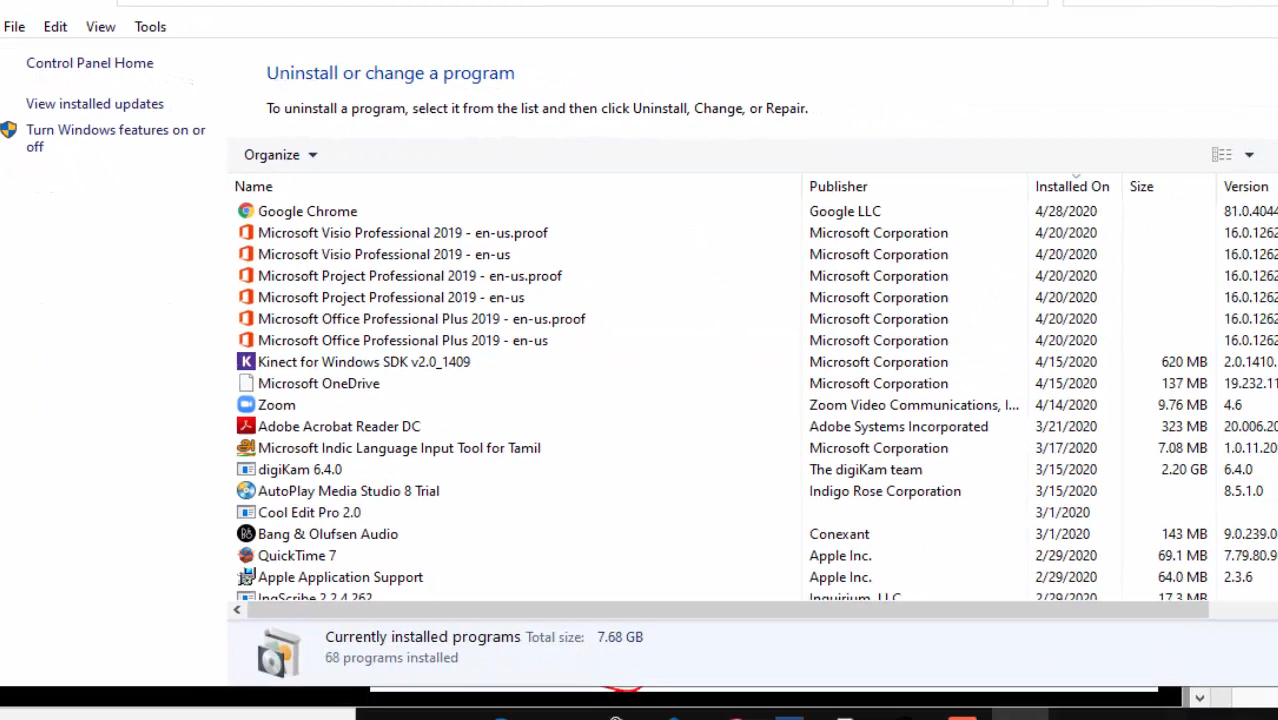 File Edit View Tools
Control Panel Home
View installed updates
Turn Windows features on or
off
Uninstall or change a program
To uninstall a program, select it from the list and then click Uninstall, Change, or Repair.
Organize
Name Publisher Installed On Size Version
Google Chrome Google LLC 4/28/2020 81.0.4044
Microsoft Visio Professional 2019 - en-us.proof Microsoft Corporation 4/20/2020 16.0.1262
Microsoft Visio Professional 2019 - en-us Microsoft Corporation 4/20/2020 16.0.1262
Microsoft Project Professional 2019 - en-us.proof Microsoft Corporation 4/20/2020 16.0.1262
Microsoft Project Professional 2019 - en-us Microsoft Corporation 4/20/2020 16.0.1262
Microsoft Office Professional Plus 2019 - en-us.proof Microsoft Corporation 4/20/2020 16.0.1262
Microsoft Office Professional Plus 2019 - en-us Microsoft Corporation 4/20/2020 16.0.1262
Kinect for Windows SDK v2.0_1409 Microsoft Corporation 4/15/2020 620 MB 2.0.1410.
Microsoft OneDrive Microsoft Corporation 4/15/2020 137 MB 19.232.11
Zoom Zoom Video Communications, I... 4/14/2020 9.76 MB 4.6
Adobe Acrobat Reader DC Adobe Systems Incorporated 3/21/2020 323 MB 20.006.20
Microsoft Indic Language Input Tool for Tamil Microsoft Corporation 3/17/2020 7.08 MB 1.0.11.20
digiKam 6.4.0 The digiKam team 3/15/2020 2.20 GB 6.4.0
AutoPlay Media Studio 8 Trial Indigo Rose Corporation 3/15/2020 8.5.1.0
Cool Edit Pro 2.0 3/1/2020
Bang & Olufsen Audio Conexant 3/1/2020 143 MB 9.0.239.0
QuickTime 7 Apple Inc. 2/29/2020 69.1 MB 7.79.80.9
Apple Application Support Apple Inc. 2/29/2020 64.0 MB 2.3.6
InqScribe 2.2.4.262 Inquirium, LLC 2/29/2020 17.3 MB
Currently installed programs Total size: 7.68 GB
68 programs installed